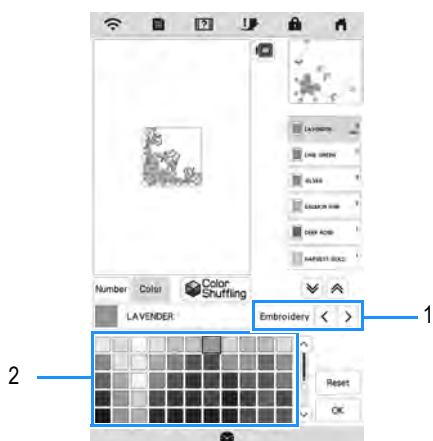 LAVENDER
LIME GREEN
SILVER
SALMON PINK
DEEP ROSE
HARVEST GOLD
Number
Color
Color
Shuffling
LAVENDER
Embroidery < >
1
2
Reset
OK